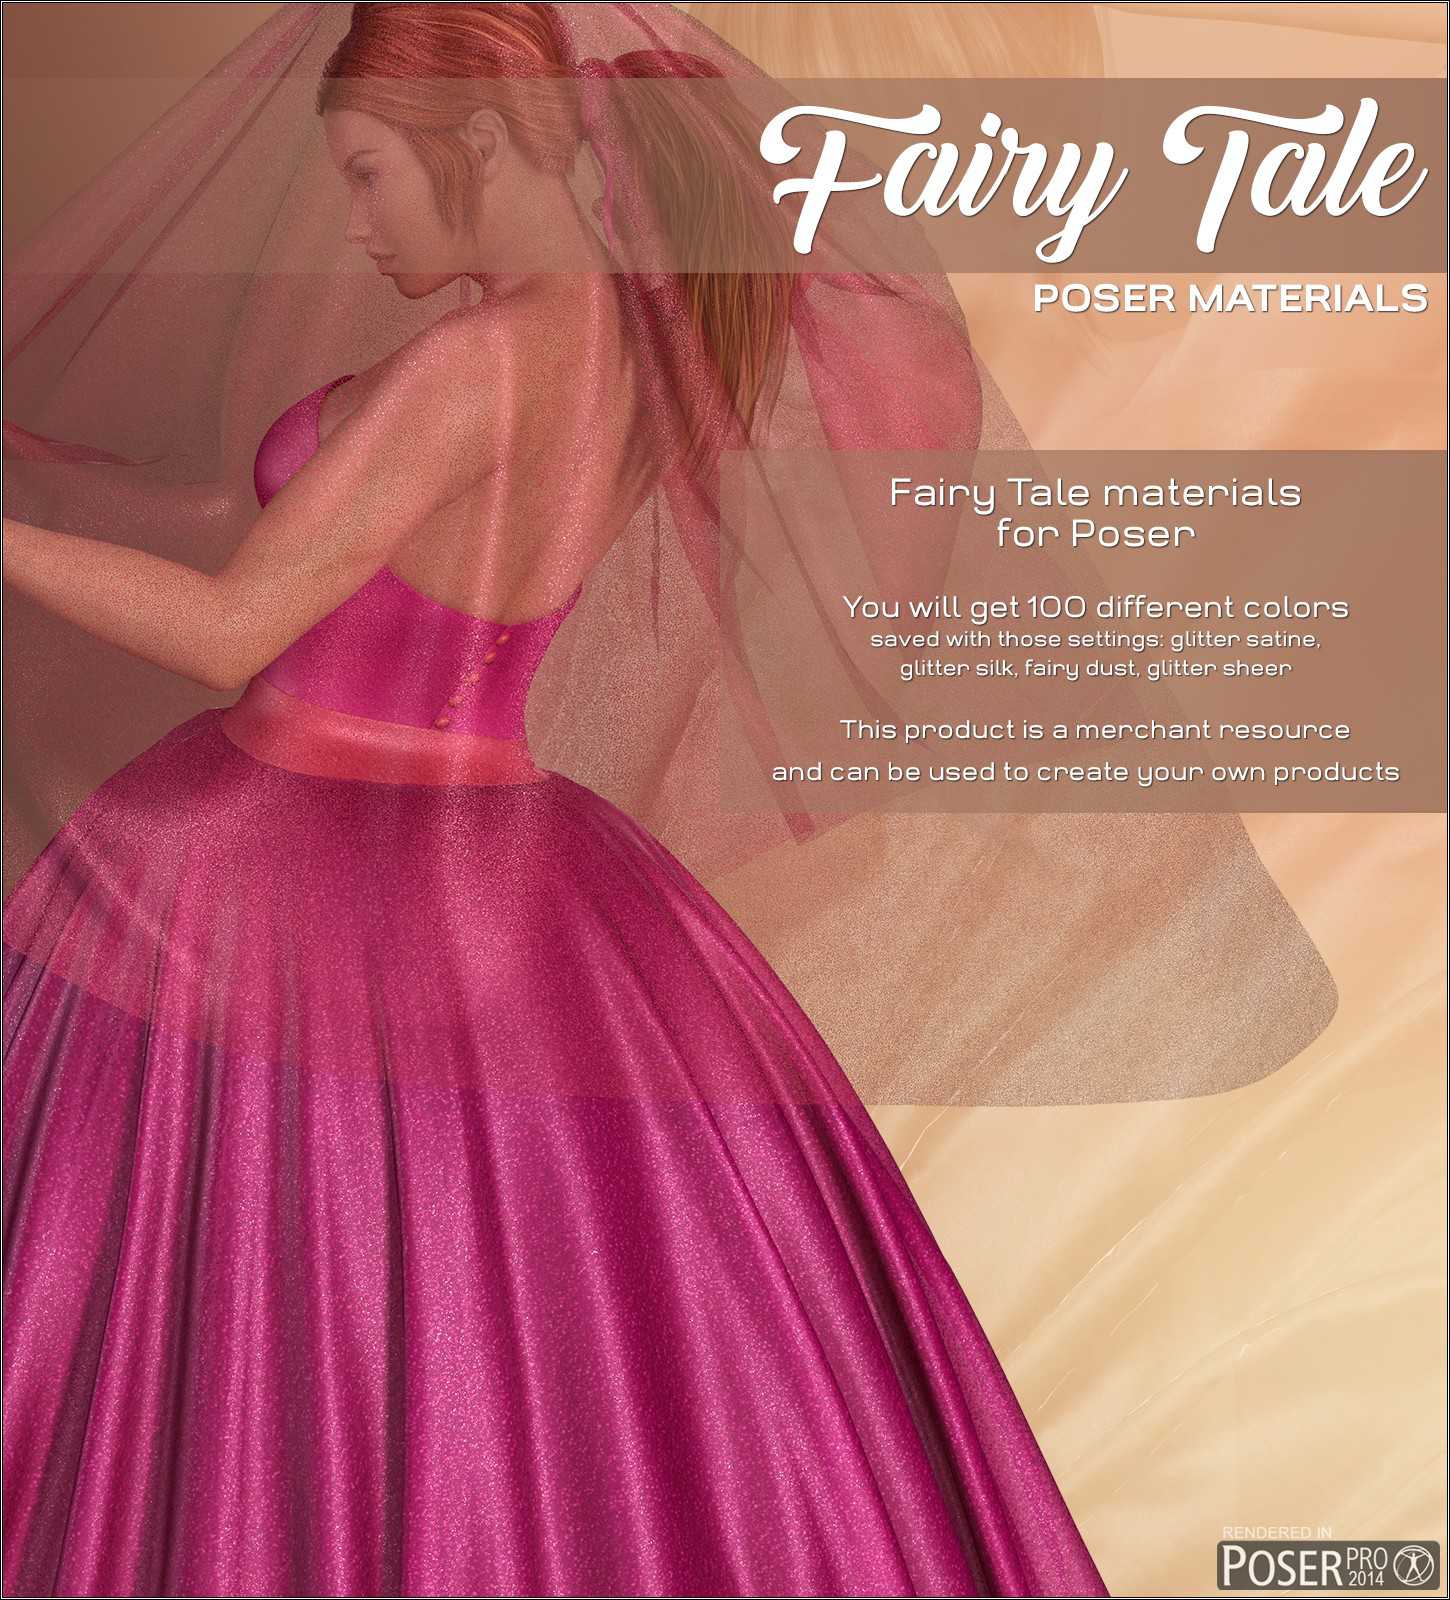 Fairy Tale
POSER MATERIALS
Fairy Tale materials
for Poser
You will get 100 different colors
saved with those settings: glitter satine,
glitter silk, fairy dust, glitter sheer
This product is a merchant resource
and can be used to create your own products
RENDERED IN
POSER PRO 2014